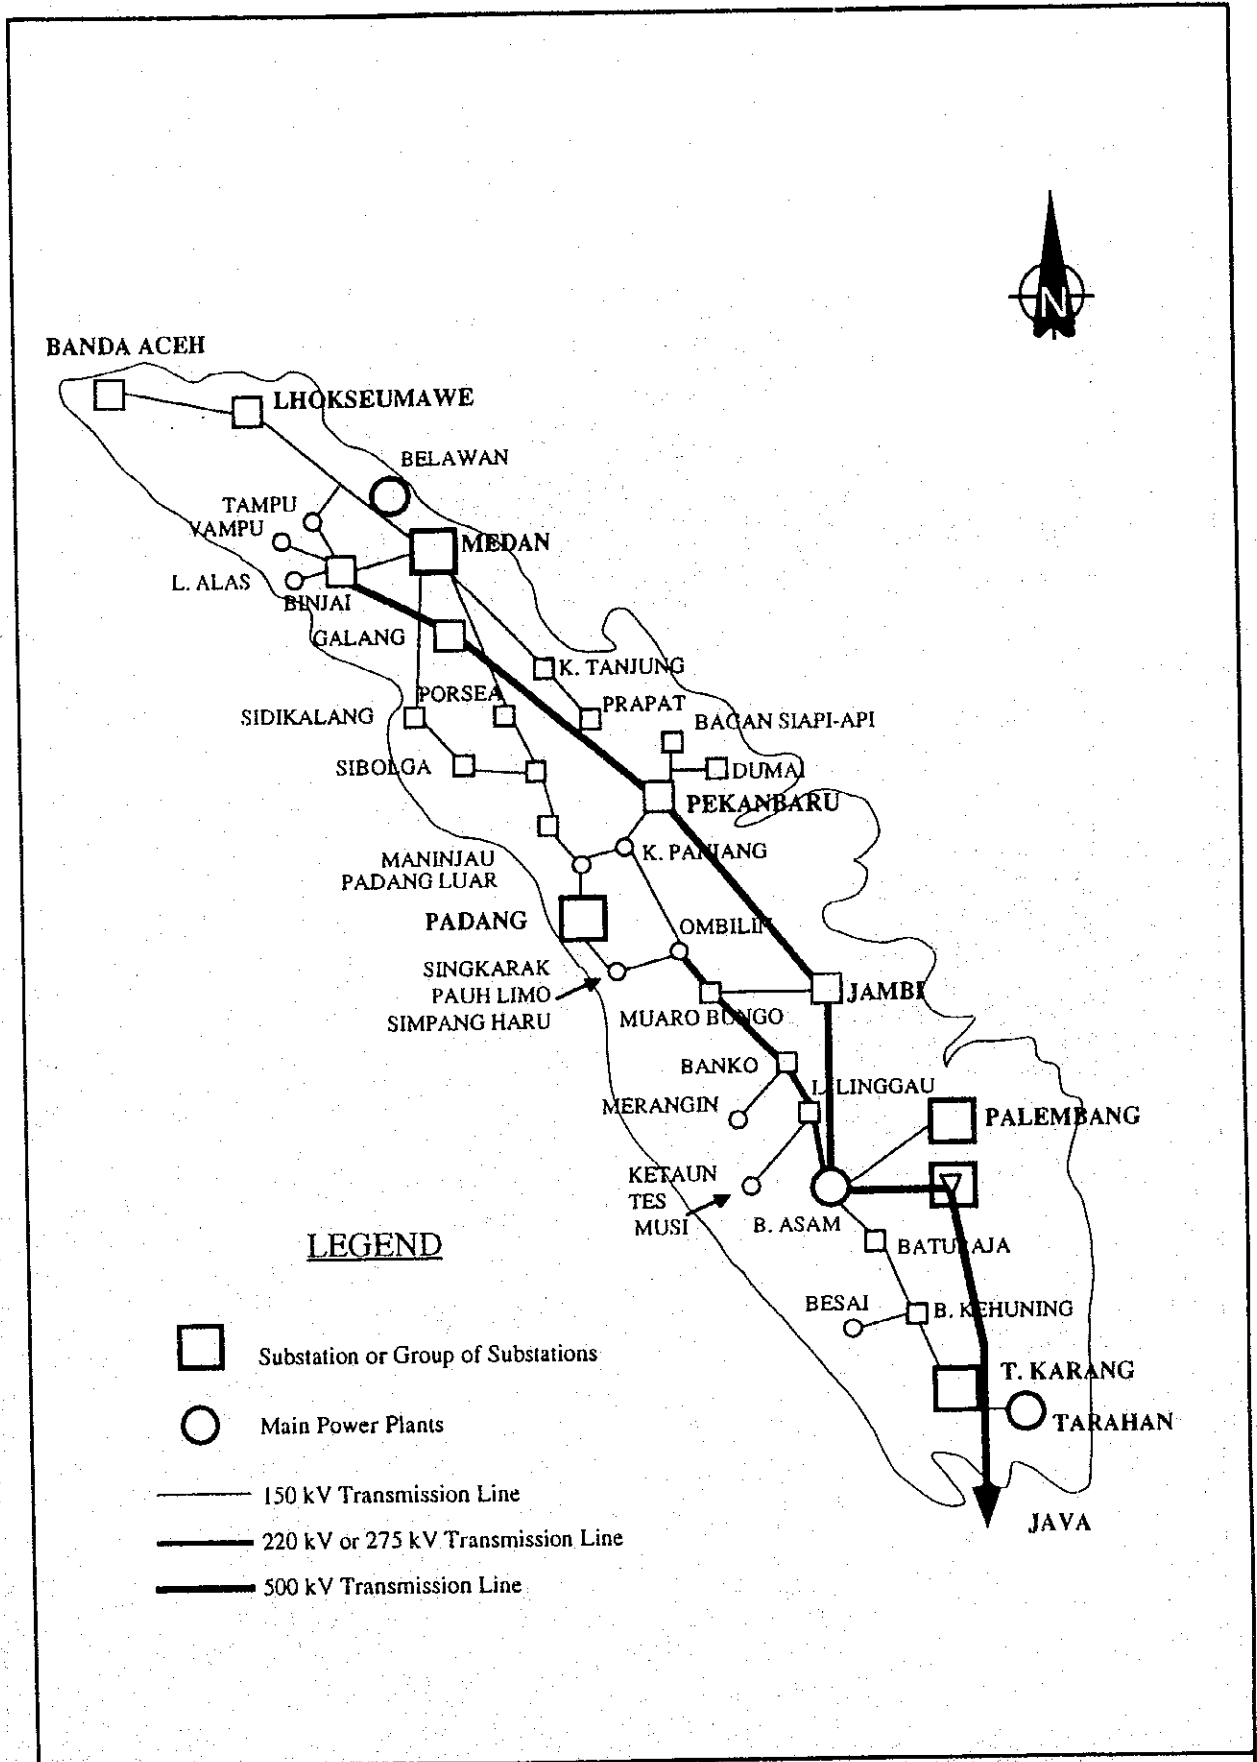 N
BANDA ACEH
LHOKSEUMAWE
BELAWAN
TAMPU
VAMPU
MEDAN
L. ALAS
BINJAI
GALANG
K. TANJUNG
PORSEA
PRAPAT
SIDIKALANG
BAGAN SIAPI-API
SIBOLGA
DUMAI
PEKANBARU
K. PANJANG
MANINJAU
PADANG LUAR
PADANG
OMBILIN
SINGKARAK
PAUH LIMO
SIMPANG HARU
JAMBI
MUARO BUNGO
BANKO
L. LINGGAU
MERANGIN
PALEMBANG
KETAUN
TES
MUSI
B. ASAM
BATURAJA
BESAI
B. KEHUNING
T. KARANG
TARAHAN
JAVA
LEGEND
Substation or Group of Substations
Main Power Plants
150 kV Transmission Line
220 kV or 275 kV Transmission Line
500 kV Transmission Line